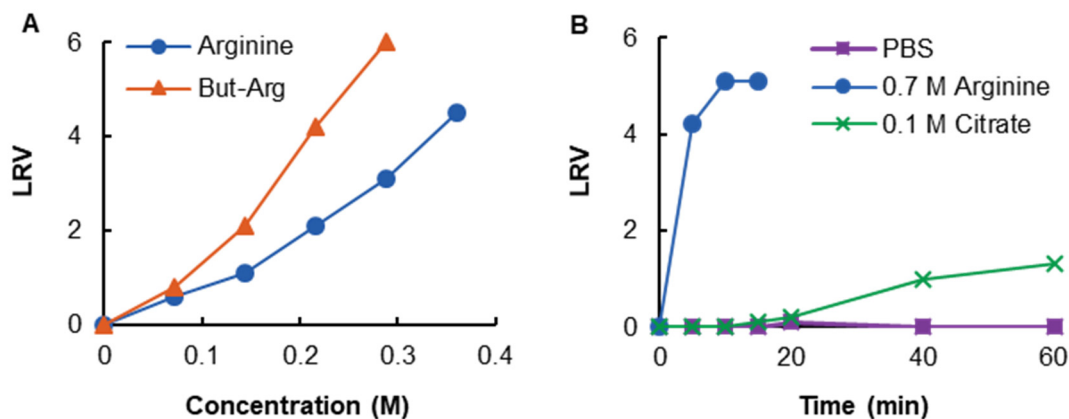 A
Arginine
But-Arg
LRV
6
4
2
0
0 0.1 0.2 0.3 0.4
Concentration (M)
B
PBS
0.7 M Arginine
0.1 M Citrate
LRV
6
4
2
0
0 20 40 60
Time (min)